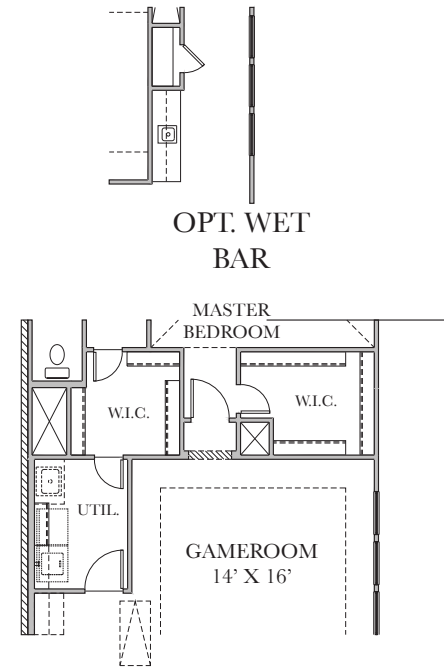 OPT. WET
BAR
MASTER
BEDROOM
W.I.C.
W.I.C.
UTIL.
GAMEROOM
14’ X 16’